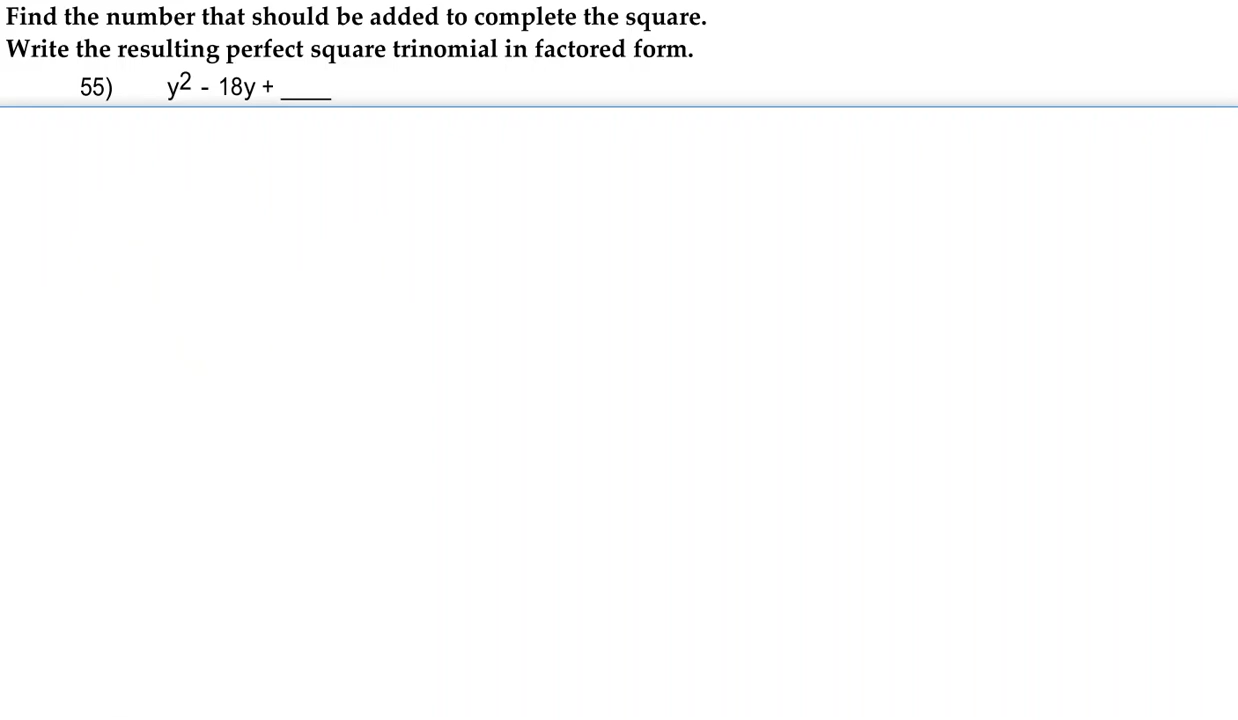 Find the number that should be added to complete the square.
Write the resulting perfect square trinomial in factored form.
55) y² - 18y + ____